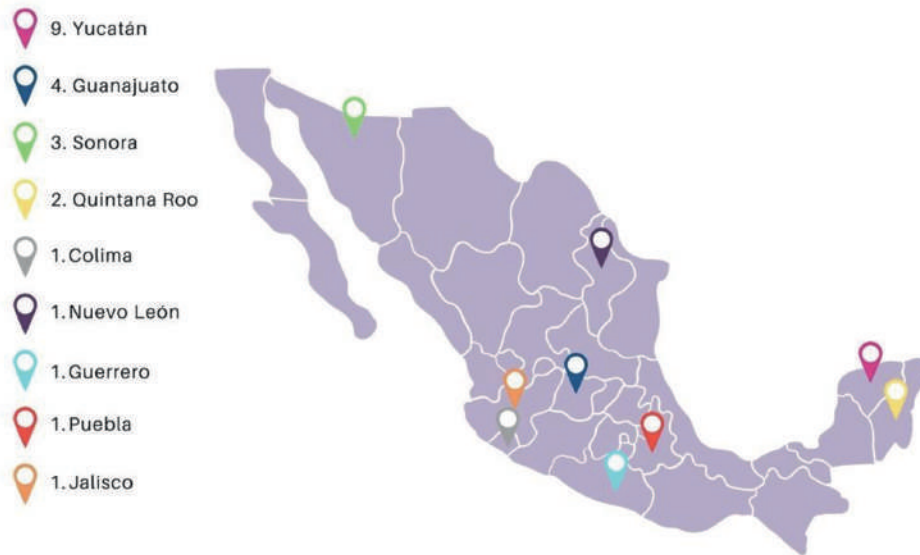 9. Yucatán
4. Guanajuato
3. Sonora
2. Quintana Roo
1.Colima
1.Nuevo León
1.Guerrero
1.Puebla
1.Jalisco